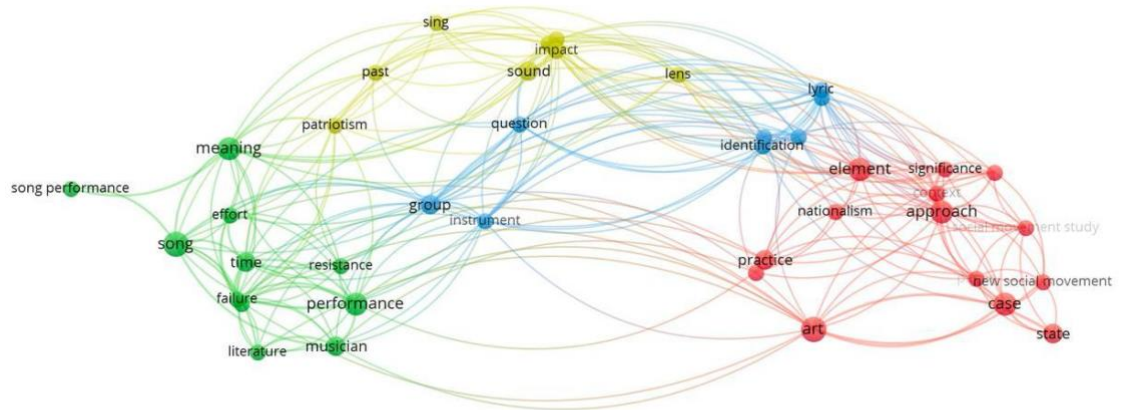 sing
impact
sound
past
lens
lyric
patriotism
question
meaning
identification
element
significance
song performance
context
group
nationalism
approach
effort
instrument
social movement study
song
time
resistance
practice
new social movement
failure
performance
case
art
state
literature
musician